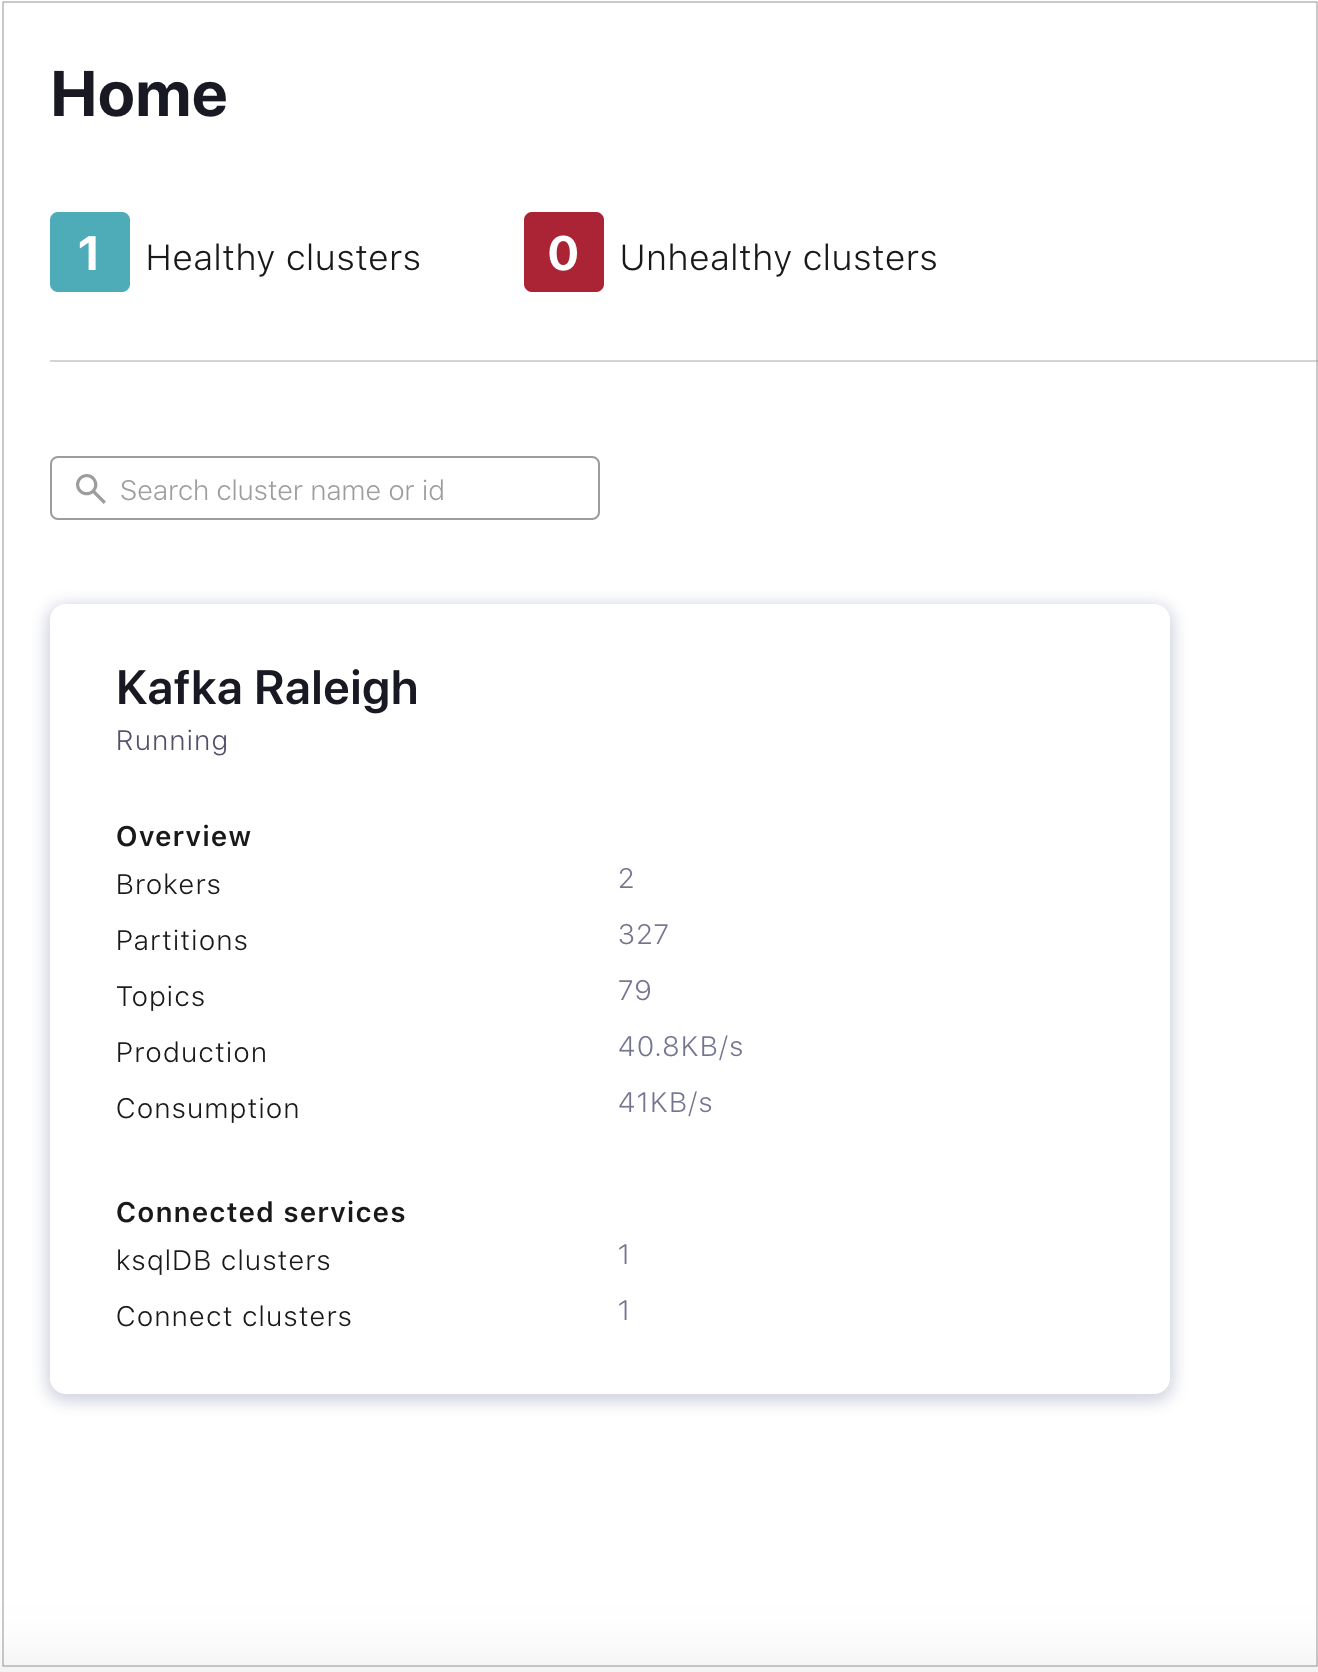 Home
1 Healthy clusters 0 Unhealthy clusters
Search cluster name or id
Kafka Raleigh
Running
Overview
Brokers 2
Partitions 327
Topics 79
Production 40.8KB/s
Consumption 41KB/s
Connected services
ksqlDB clusters 1
Connect clusters 1